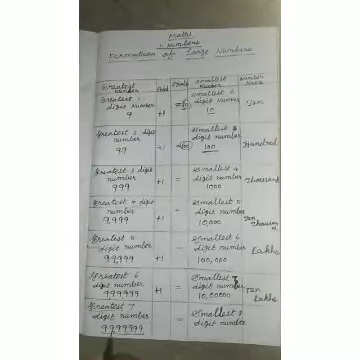 Maths
1. Numbers
Formation of Large Numbers
Greatest number Add Equals Smallest number Number Name
Greatest 1 digit number 9 +1 = Smallest 2 digit number 10 Ten
Greatest 2 digit number 99 +1 = Smallest 3 digit number 100 Hundred
Greatest 3 digit number 999 +1 = Smallest 4 digit number 1000 Thousand
Greatest 4 digit number 9,999 +1 = Smallest 5 digit number 10,000 Ten Thousand
Greatest 5 digit number 99,999 +1 = Smallest 6 digit number 100,000 Lakhs
Greatest 6 digit number 999999 +1 = Smallest 7 digit number 10,00000 Ten Lakhs
Greatest 7 digit number 9999999 = Smallest 8 digit number